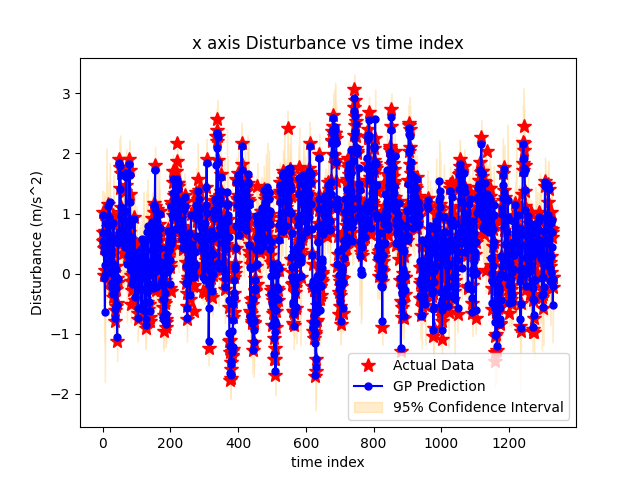 x axis Disturbance vs time index
Disturbance (m/s^2)
3
2
1
0
−1
−2
0
200
400
600
800
1000
1200
time index
Actual Data
GP Prediction
95% Confidence Interval